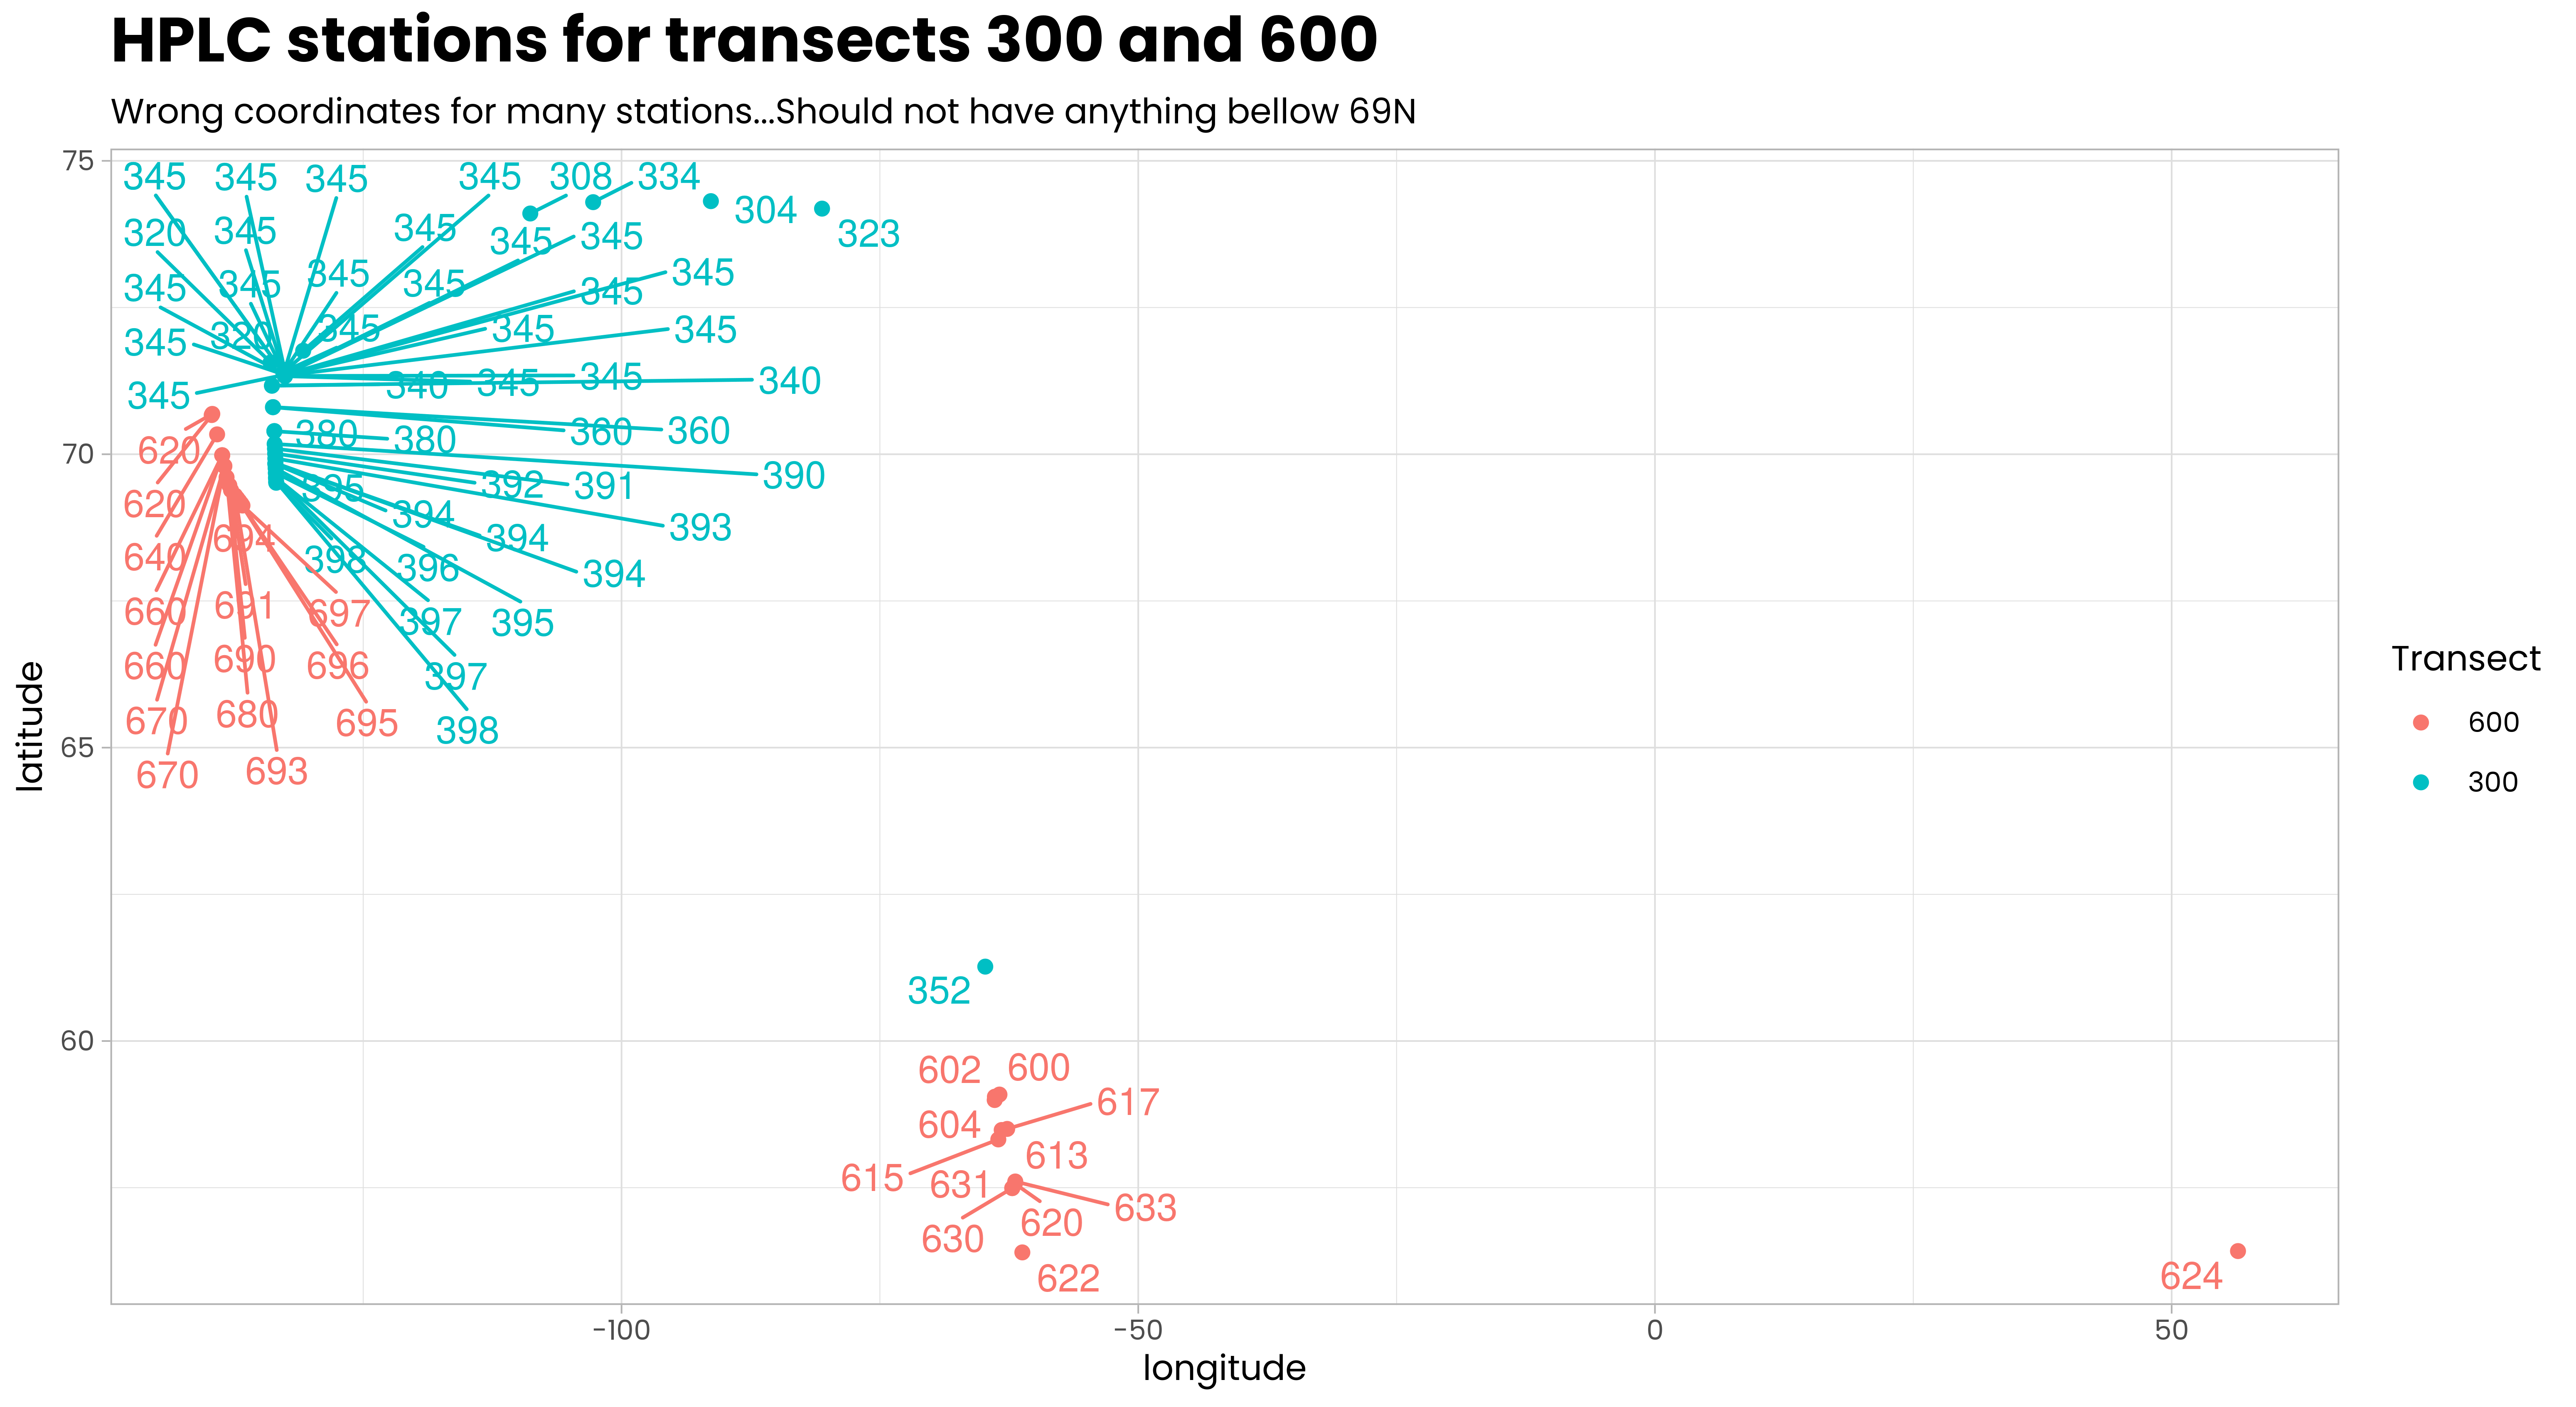 HPLC stations for transects 300 and 600
Wrong coordinates for many stations...Should not have anything bellow 69N
75
345 345 345 345 308 334
304
323
320 345 345 345 345
345 345 345 345 345 345
345 320 345 345 345
345 340 345 345 340
620 380 380 360 360
70
620 395 392 391 390
394 393
640 694 398 396 394 394
660 691 697 397 395
660 690 696 397
670 680 695 398
65
670 693
352
60
602 600
604 617
615 613
631 633
630 620
622
624
-100 -50 0 50
longitude
latitude
Transect
600
300